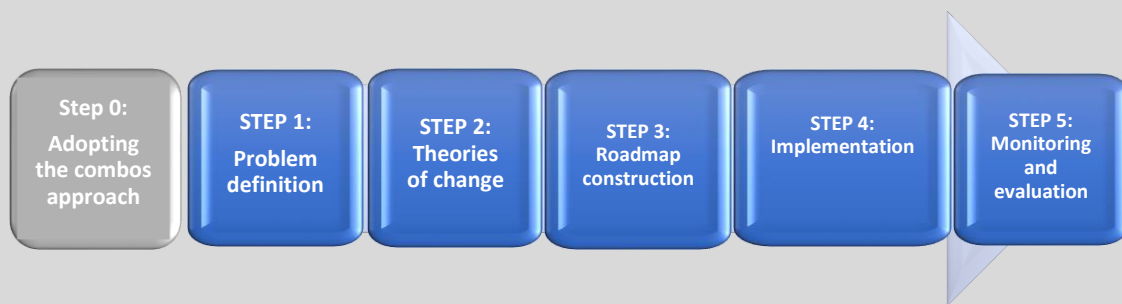 Step 0:
Adopting
the combos
approach
STEP 1:
Problem
definition
STEP 2:
Theories
of change
STEP 3:
Roadmap
construction
STEP 4:
Implementation
STEP 5:
Monitoring
and
evaluation